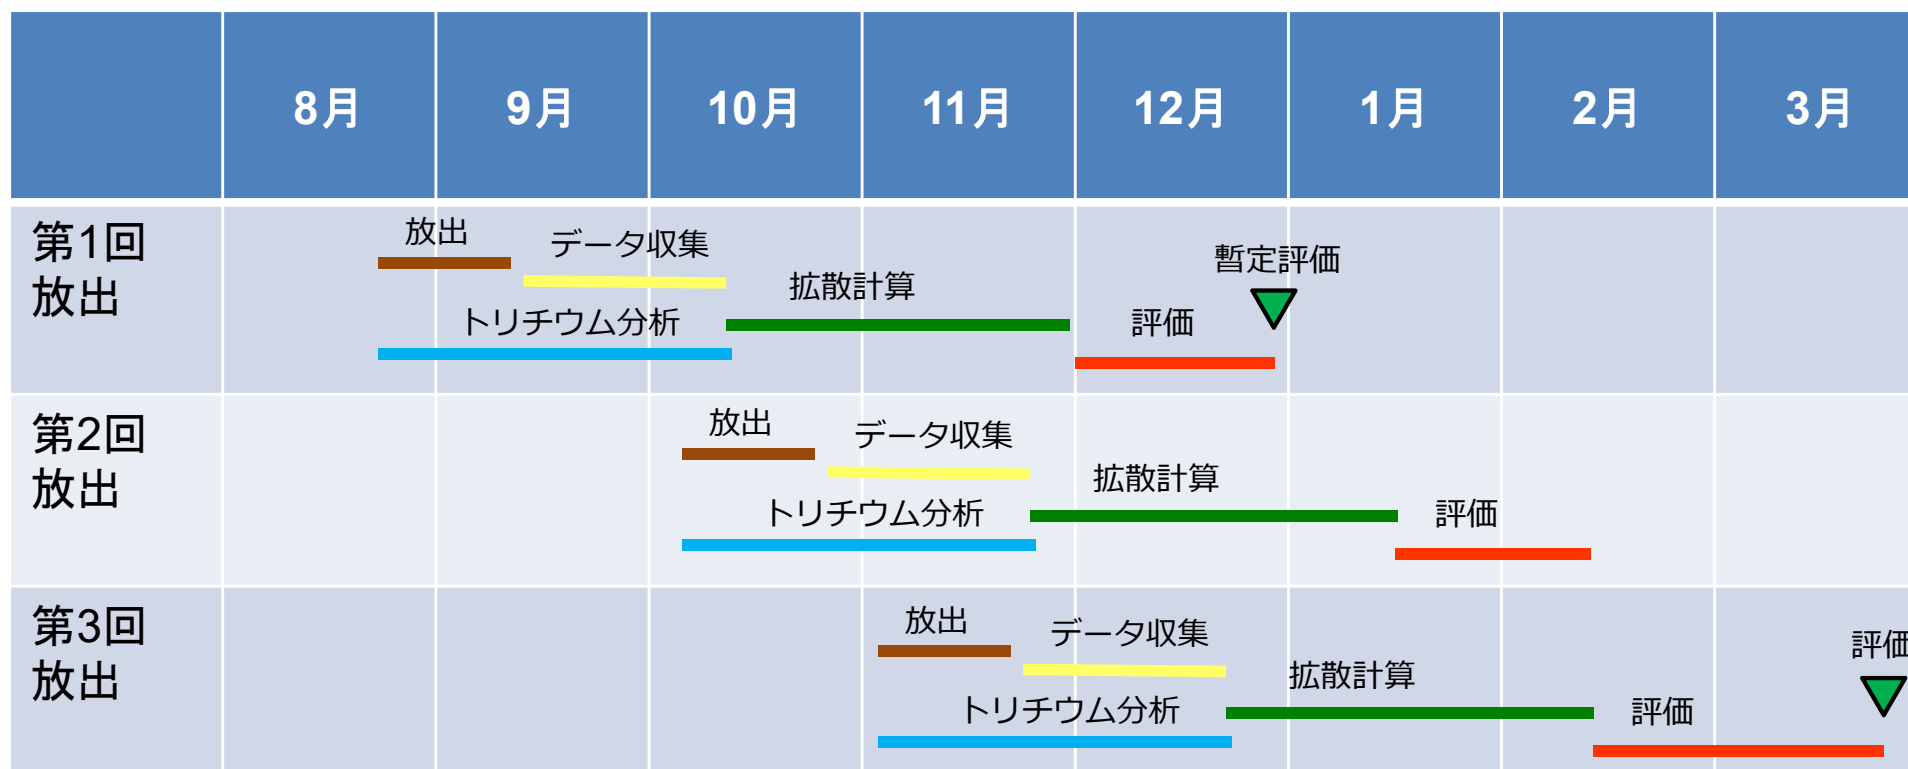 8月 9月 10月 11月 12月 1月 2月 3月
第1回
放出
放出
データ収集
暫定評価
拡散計算
トリチウム分析
評価
第2回
放出
放出
データ収集
拡散計算
トリチウム分析
評価
第3回
放出
放出
データ収集
評価
拡散計算
トリチウム分析
評価